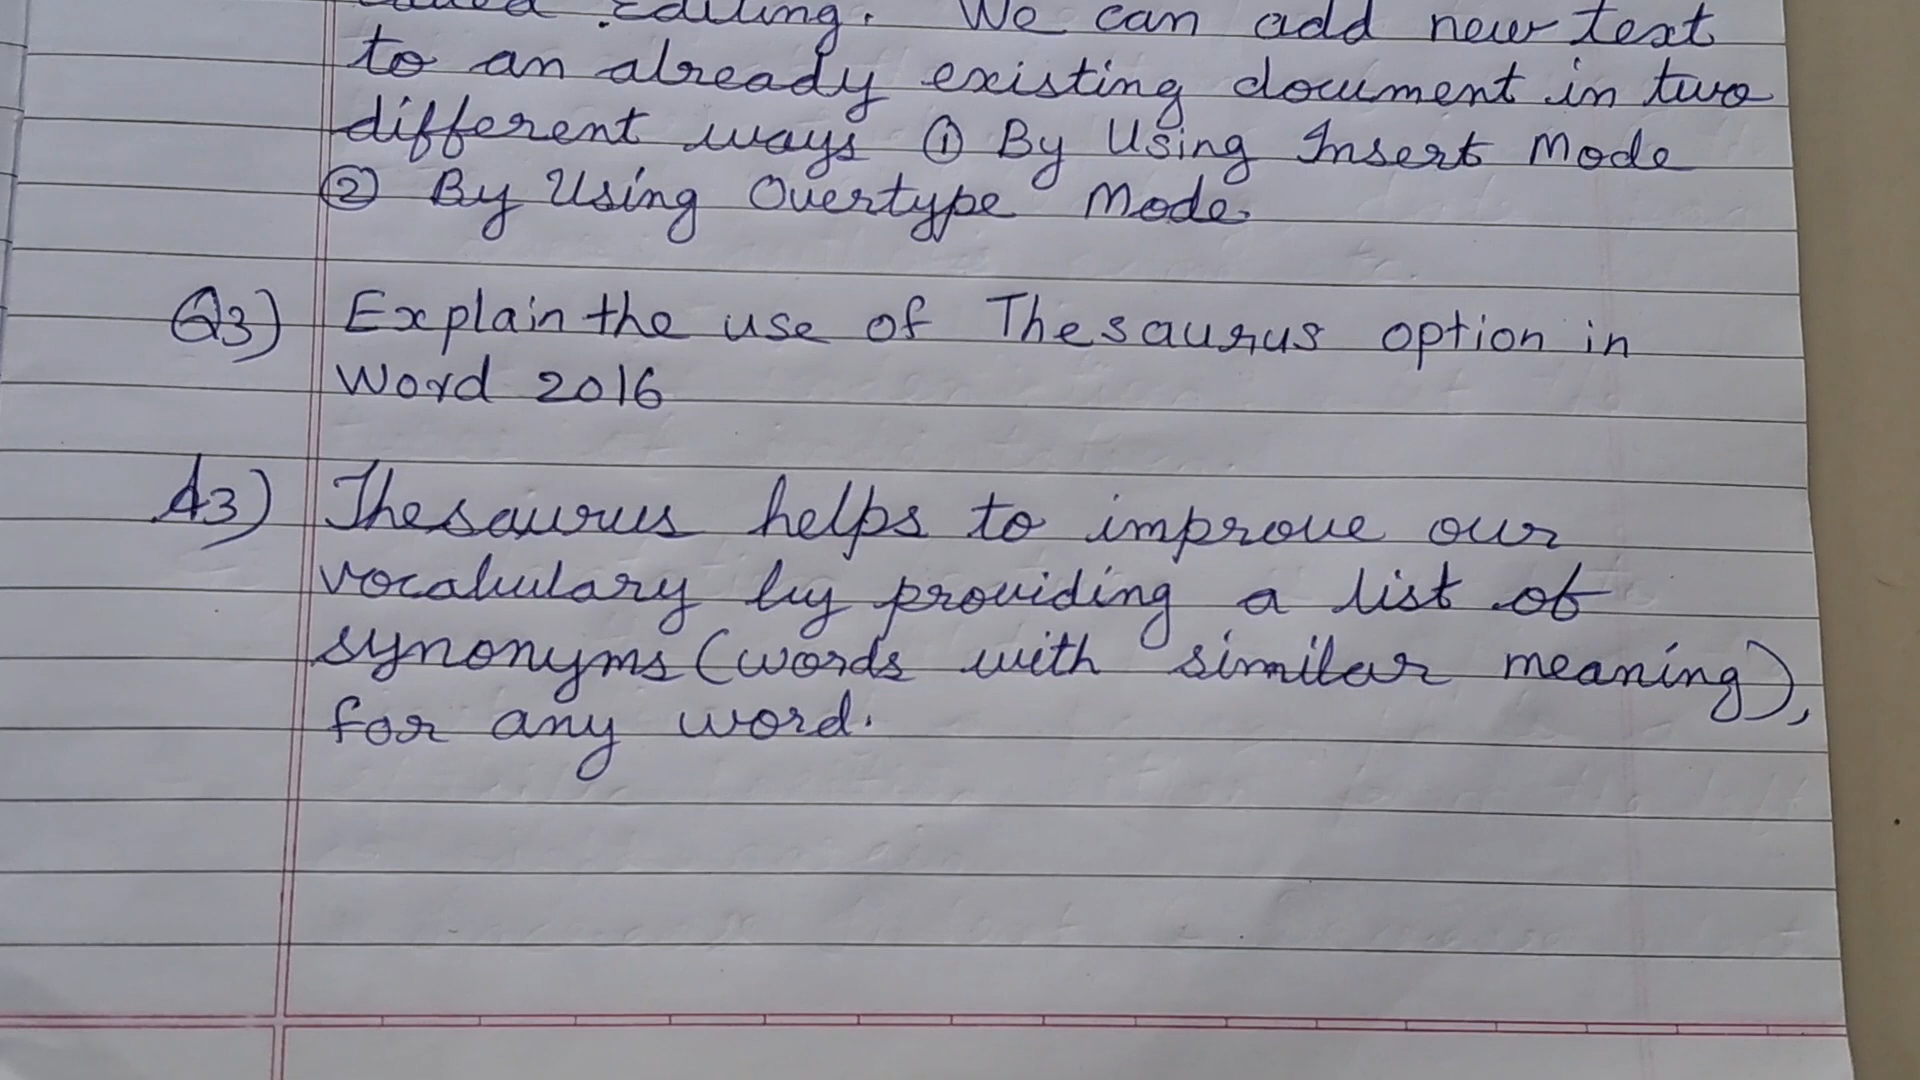 Editing. We can add new text
to an already existing document in two
different ways ① By Using Insert Mode
② By Using Overtype Mode.
Q3) Explain the use of Thesaurus option in
Word 2016
A3) Thesaurus helps to improve our
vocabulary by providing a list of
synonyms (words with similar meaning),
for any word.